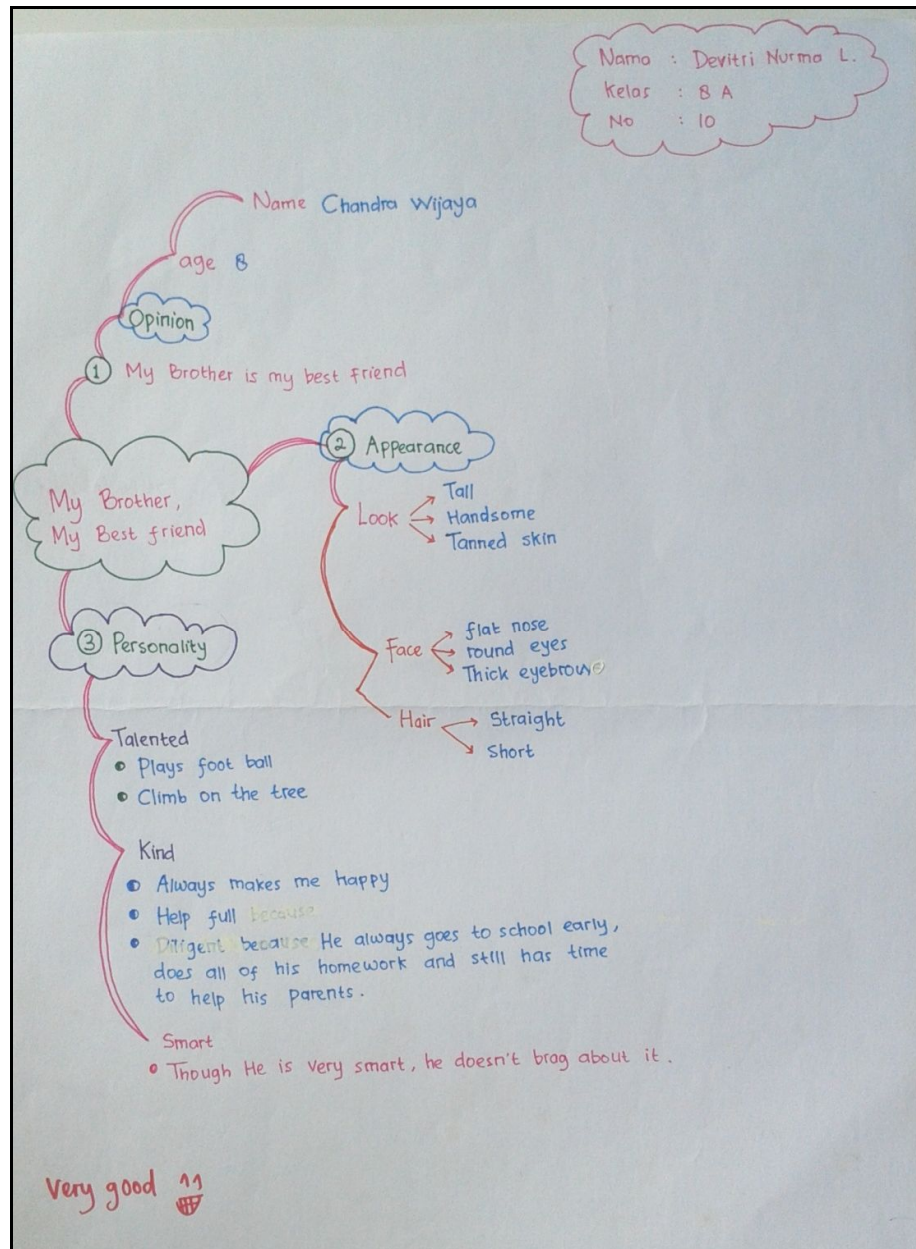 Nama : Devitri Nurma L.
Kelas : 8 A
No : 10
Name Chandra Wijaya
age 8
Opinion
1 My Brother is my best friend
My Brother,
My Best friend
2 Appearance
Look
Tall
Handsome
Tanned skin
Face
flat nose
round eyes
Thick eyebrow
Hair
Straight
Short
3 Personality
Talented
Plays foot ball
Climb on the tree
Kind
Always makes me happy
Help full because
Diligent because He always goes to school early,
does all of his homework and still has time
to help his parents.
Smart
Though He is very smart, he doesn't brag about it.
Very good